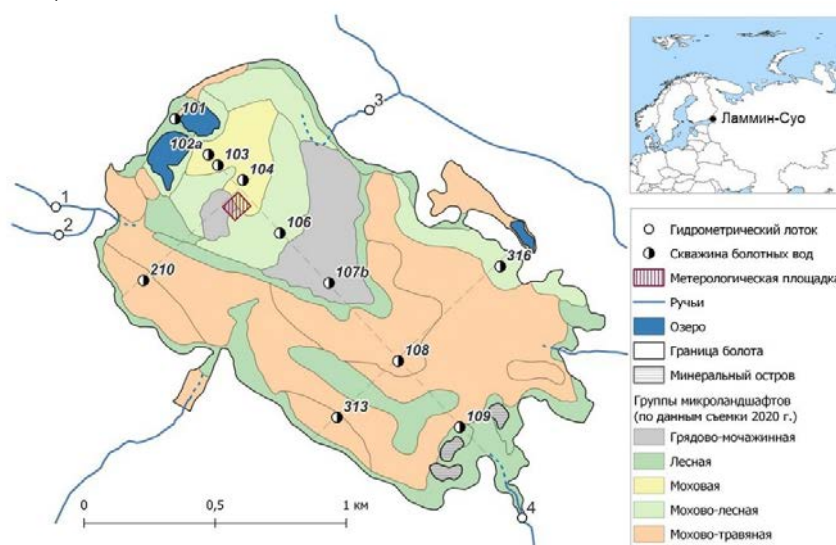 101
102а
103
104
106
107b
108
109
210
313
316
1
2
3
4
0
0,5
1 км
Ламмин-Суо
Гидрометрический лоток
Скважина болотных вод
Метерологическая площадка
Ручьи
Озеро
Граница болота
Минеральный остров
Группы микроландшафтов
(по данным съемки 2020 г.)
Грядово-мочажинная
Лесная
Моховая
Мохово-лесная
Мохово-травяная